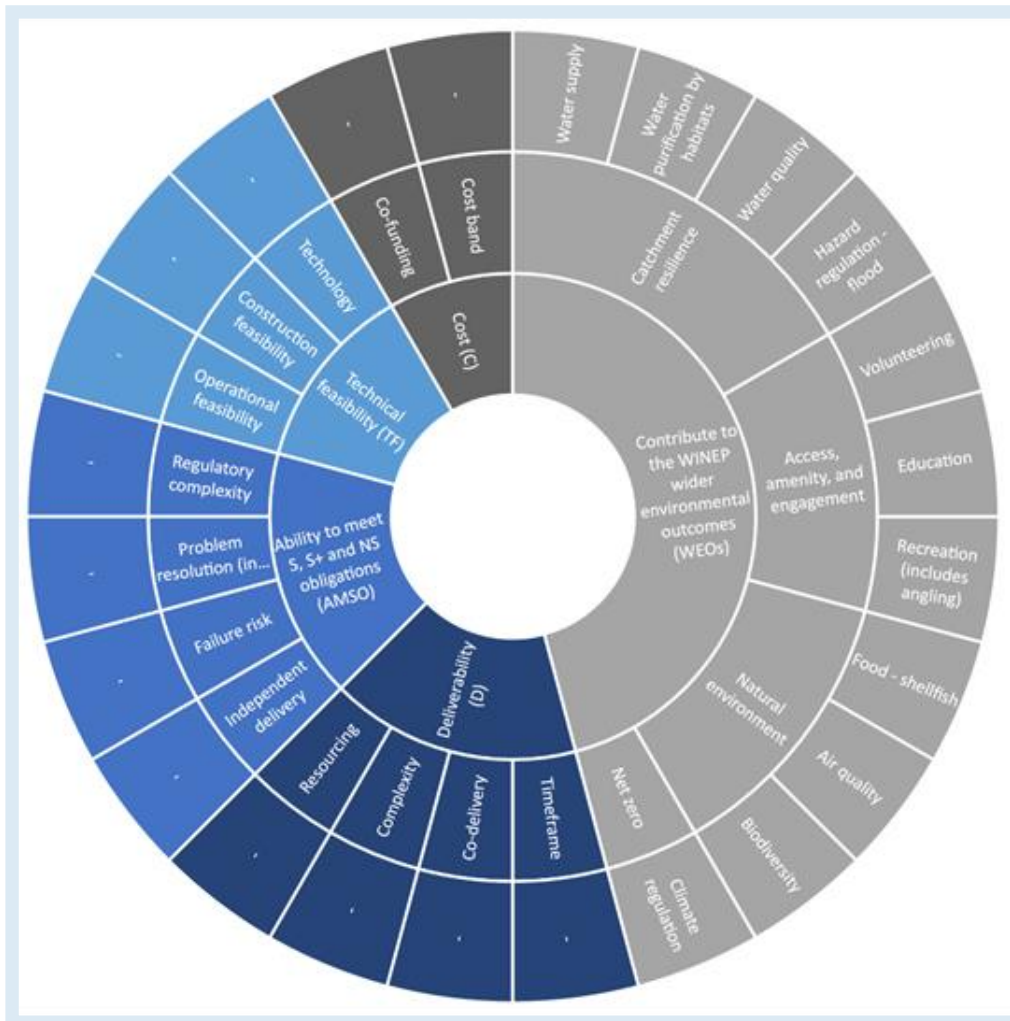 Water supply
Water
purification by
habitats
Water quality
Hazard
regulation -
flood
Volunteering
Education
Recreation
(includes
angling)
Food - shellfish
Air quality
Biodiversity
Climate
regulation
Catchment
resilience
Access,
amenity, and
engagement
Natural
environment
Net zero
Contribute to
the WINEP
wider
environmental
outcomes
(WEOs)
Deliverability
(D)
Timeframe
Co-delivery
Complexity
Resourcing
Ability to meet
S, S+ and NS
obligations
(AMSO)
Independent
delivery
Failure risk
Problem
resolution (in...
Regulatory
complexity
Technical
feasibility (TF)
Operational
feasibility
Construction
feasibility
Technology
Cost (C)
Co-funding
Cost band